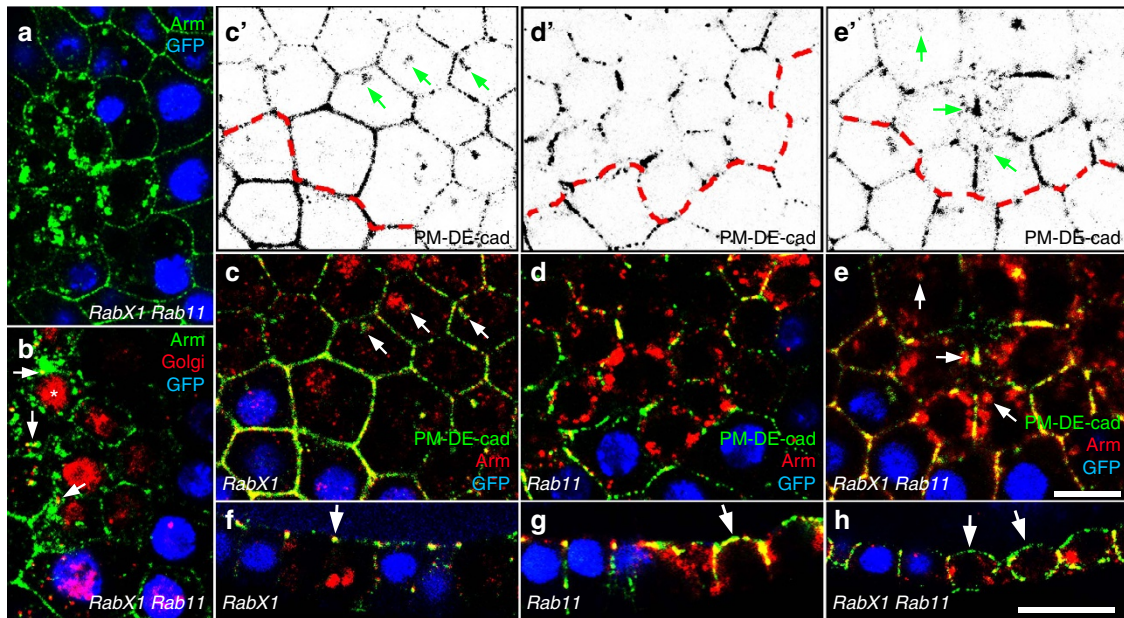 a
Arm
GFP
RabX1 Rab11
b
Arm
Golgi
GFP
*
RabX1 Rab11
c'
PM-DE-cad
d'
PM-DE-cad
e'
PM-DE-cad
c
PM-DE-cad
Arm
RabX1
GFP
d
PM-DE-cad
Arm
Rab11
GFP
e
PM-DE-cad
Arm
GFP
RabX1 Rab11
f
RabX1
g
Rab11
h
RabX1 Rab11